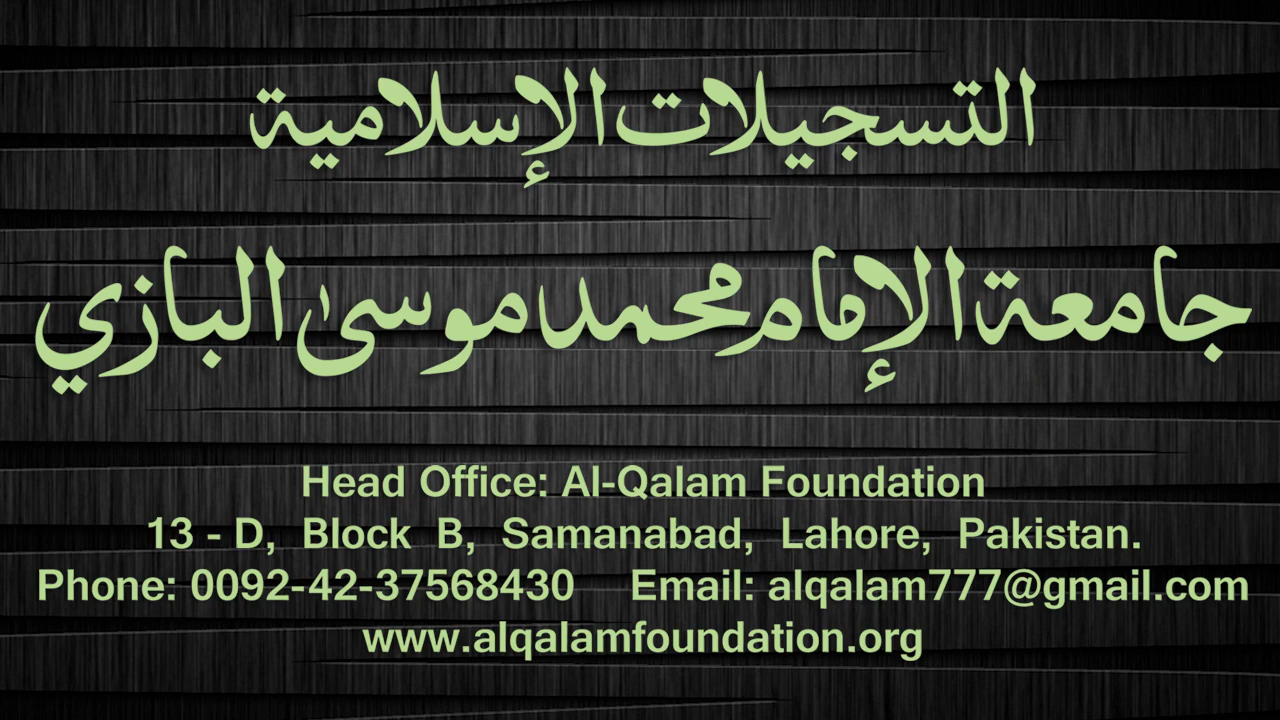 التسجيلات الإسلامية
جامعة الإمام محمد موسىٰ البازي
Head Office: Al-Qalam Foundation
13 - D, Block B, Samanabad, Lahore, Pakistan.
Phone: 0092-42-37568430 Email: alqalam777@gmail.com
www.alqalamfoundation.org